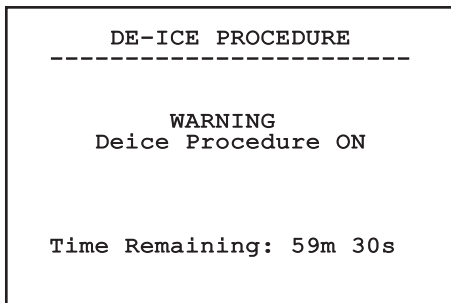 DE-ICE PROCEDURE
------------------------
WARNING
Deice Procedure ON
Time Remaining: 59m 30s